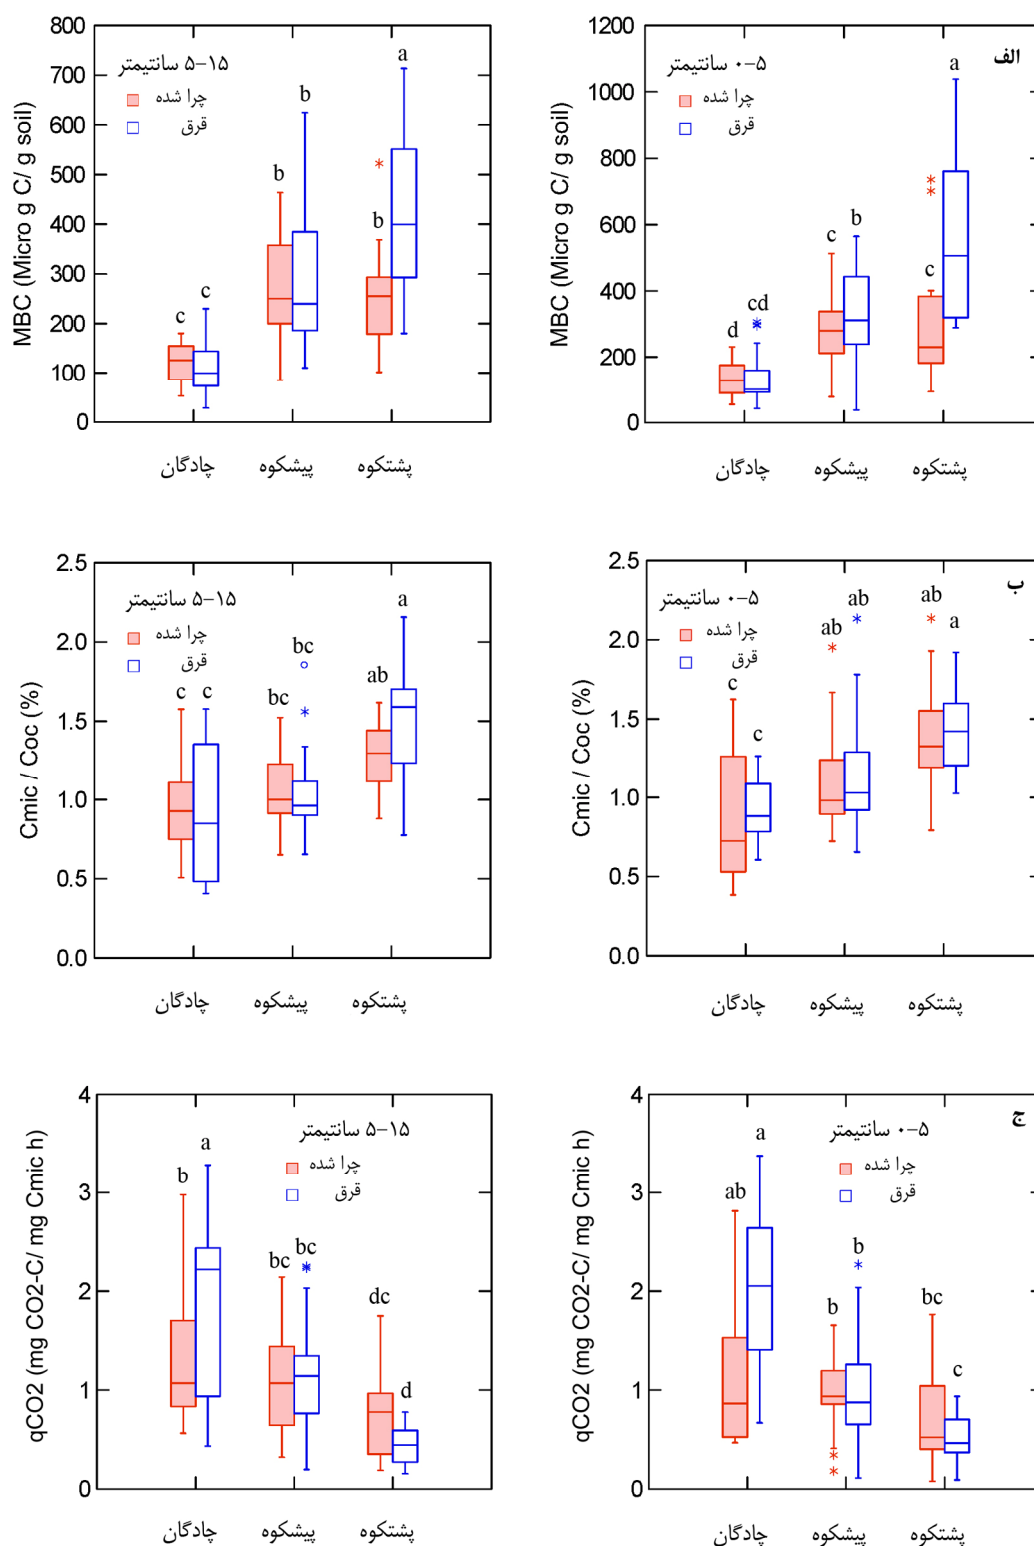 الف
۰-۵ سانتیمتر
چرا شده
قرق
MBC (Micro g C/ g soil)
1200
1000
800
600
400
200
0
d
cd
c
b
c
a
چادگان
پیشکوه
پشتکوه
۵-۱۵ سانتیمتر
چرا شده
قرق
MBC (Micro g C/ g soil)
800
700
600
500
400
300
200
100
0
c
c
b
b
b
a
چادگان
پیشکوه
پشتکوه
ب
۰-۵ سانتیمتر
چرا شده
قرق
Cmic / Coc (%)
2.5
2.0
1.5
1.0
0.5
0.0
c
c
ab
ab
ab
a
چادگان
پیشکوه
پشتکوه
۵-۱۵ سانتیمتر
چرا شده
قرق
Cmic / Coc (%)
2.5
2.0
1.5
1.0
0.5
0.0
c
c
bc
bc
ab
a
چادگان
پیشکوه
پشتکوه
ج
۰-۵ سانتیمتر
چرا شده
قرق
qCO2 (mg CO2-C/ mg Cmic h)
4
3
2
1
0
ab
a
b
b
bc
c
چادگان
پیشکوه
پشتکوه
۵-۱۵ سانتیمتر
چرا شده
قرق
qCO2 (mg CO2-C/ mg Cmic h)
4
3
2
1
0
b
a
bc
bc
dc
d
چادگان
پیشکوه
پشتکوه